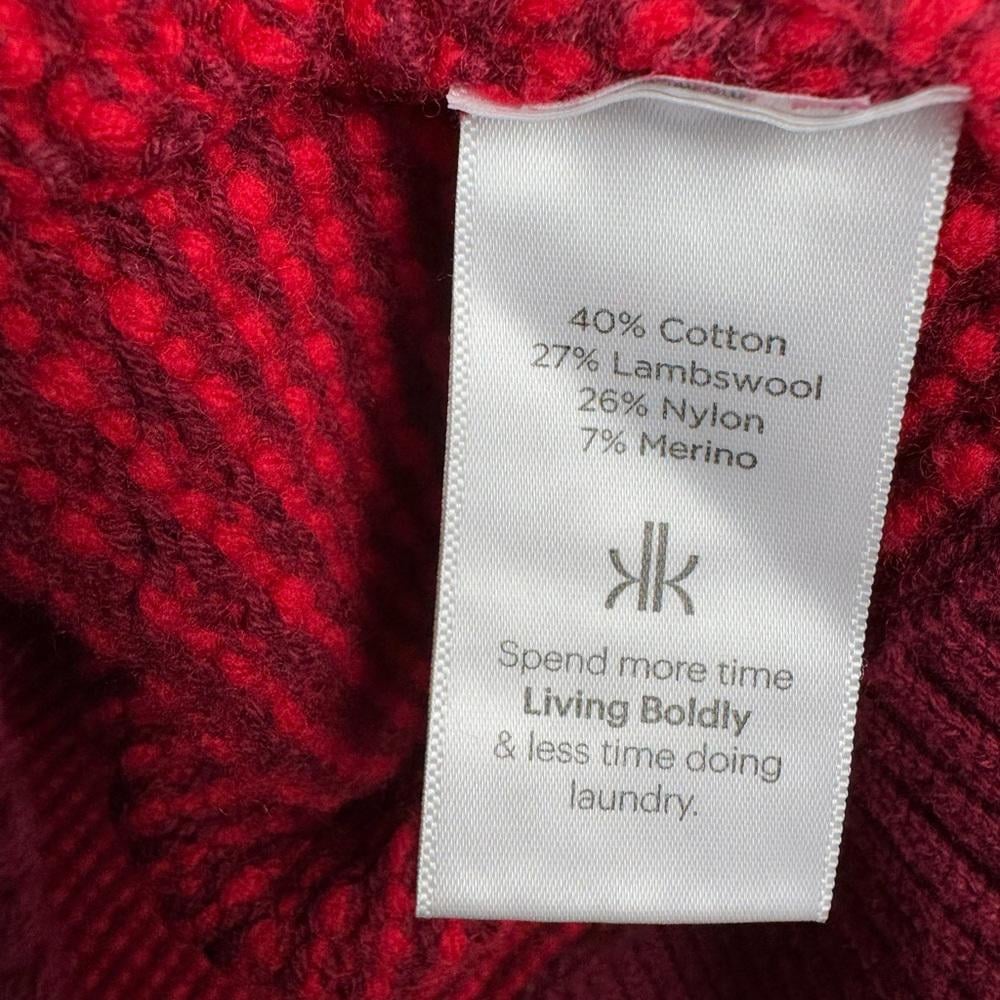 40% Cotton
27% Lambswool
26% Nylon
7% Merino
Spend more time
Living Boldly
& less time doing
laundry.